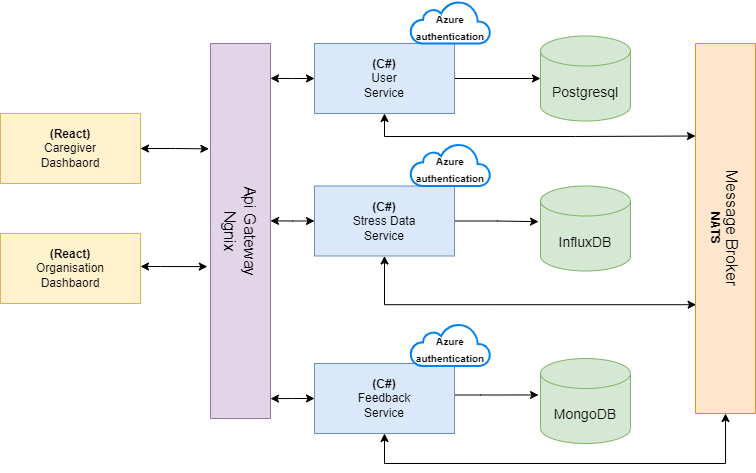 Azure
authentication
(C#)
User
Service
Postgresql
(React)
Caregiver
Dashbaord
Api Gateway
Ngnix
Azure
authentication
(C#)
Stress Data
Service
InfluxDB
Message Broker
NATS
(React)
Organisation
Dashbaord
Azure
authentication
(C#)
Feedback
Service
MongoDB